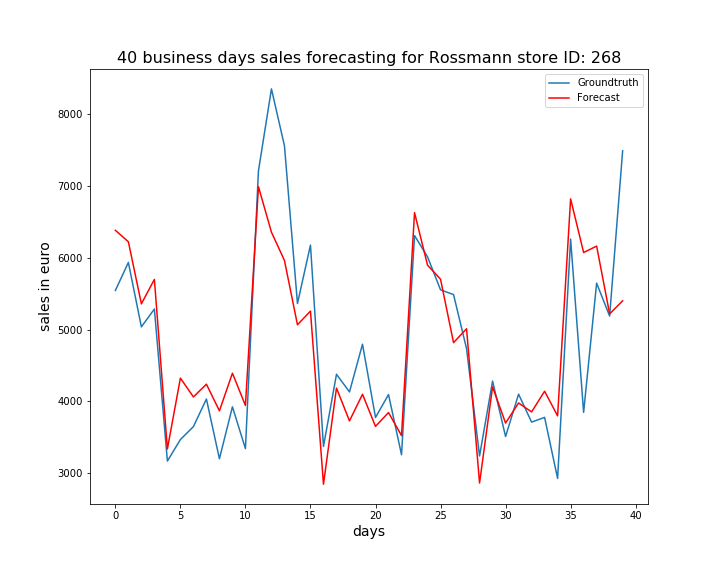 40 business days sales forecasting for Rossmann store ID: 268
Groundtruth
Forecast
8000
7000
6000
5000
4000
3000
sales in euro
0 5 10 15 20 25 30 35 40
days